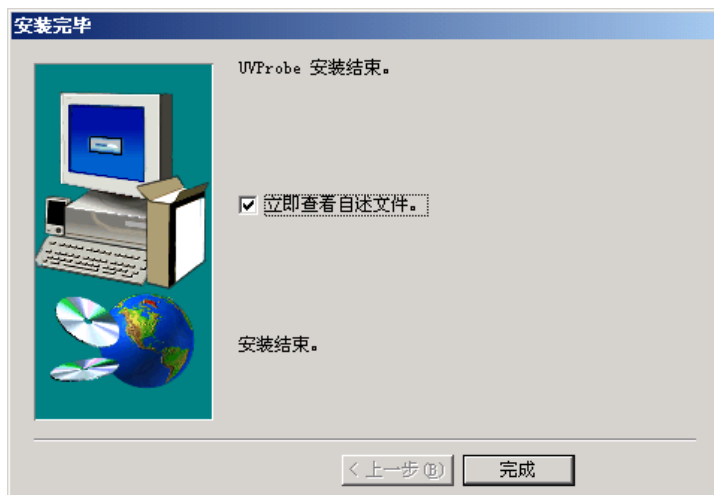 安装完毕
UVProbe 安装结束。
立即查看自述文件。
安装结束。
< 上一步(B)
完成